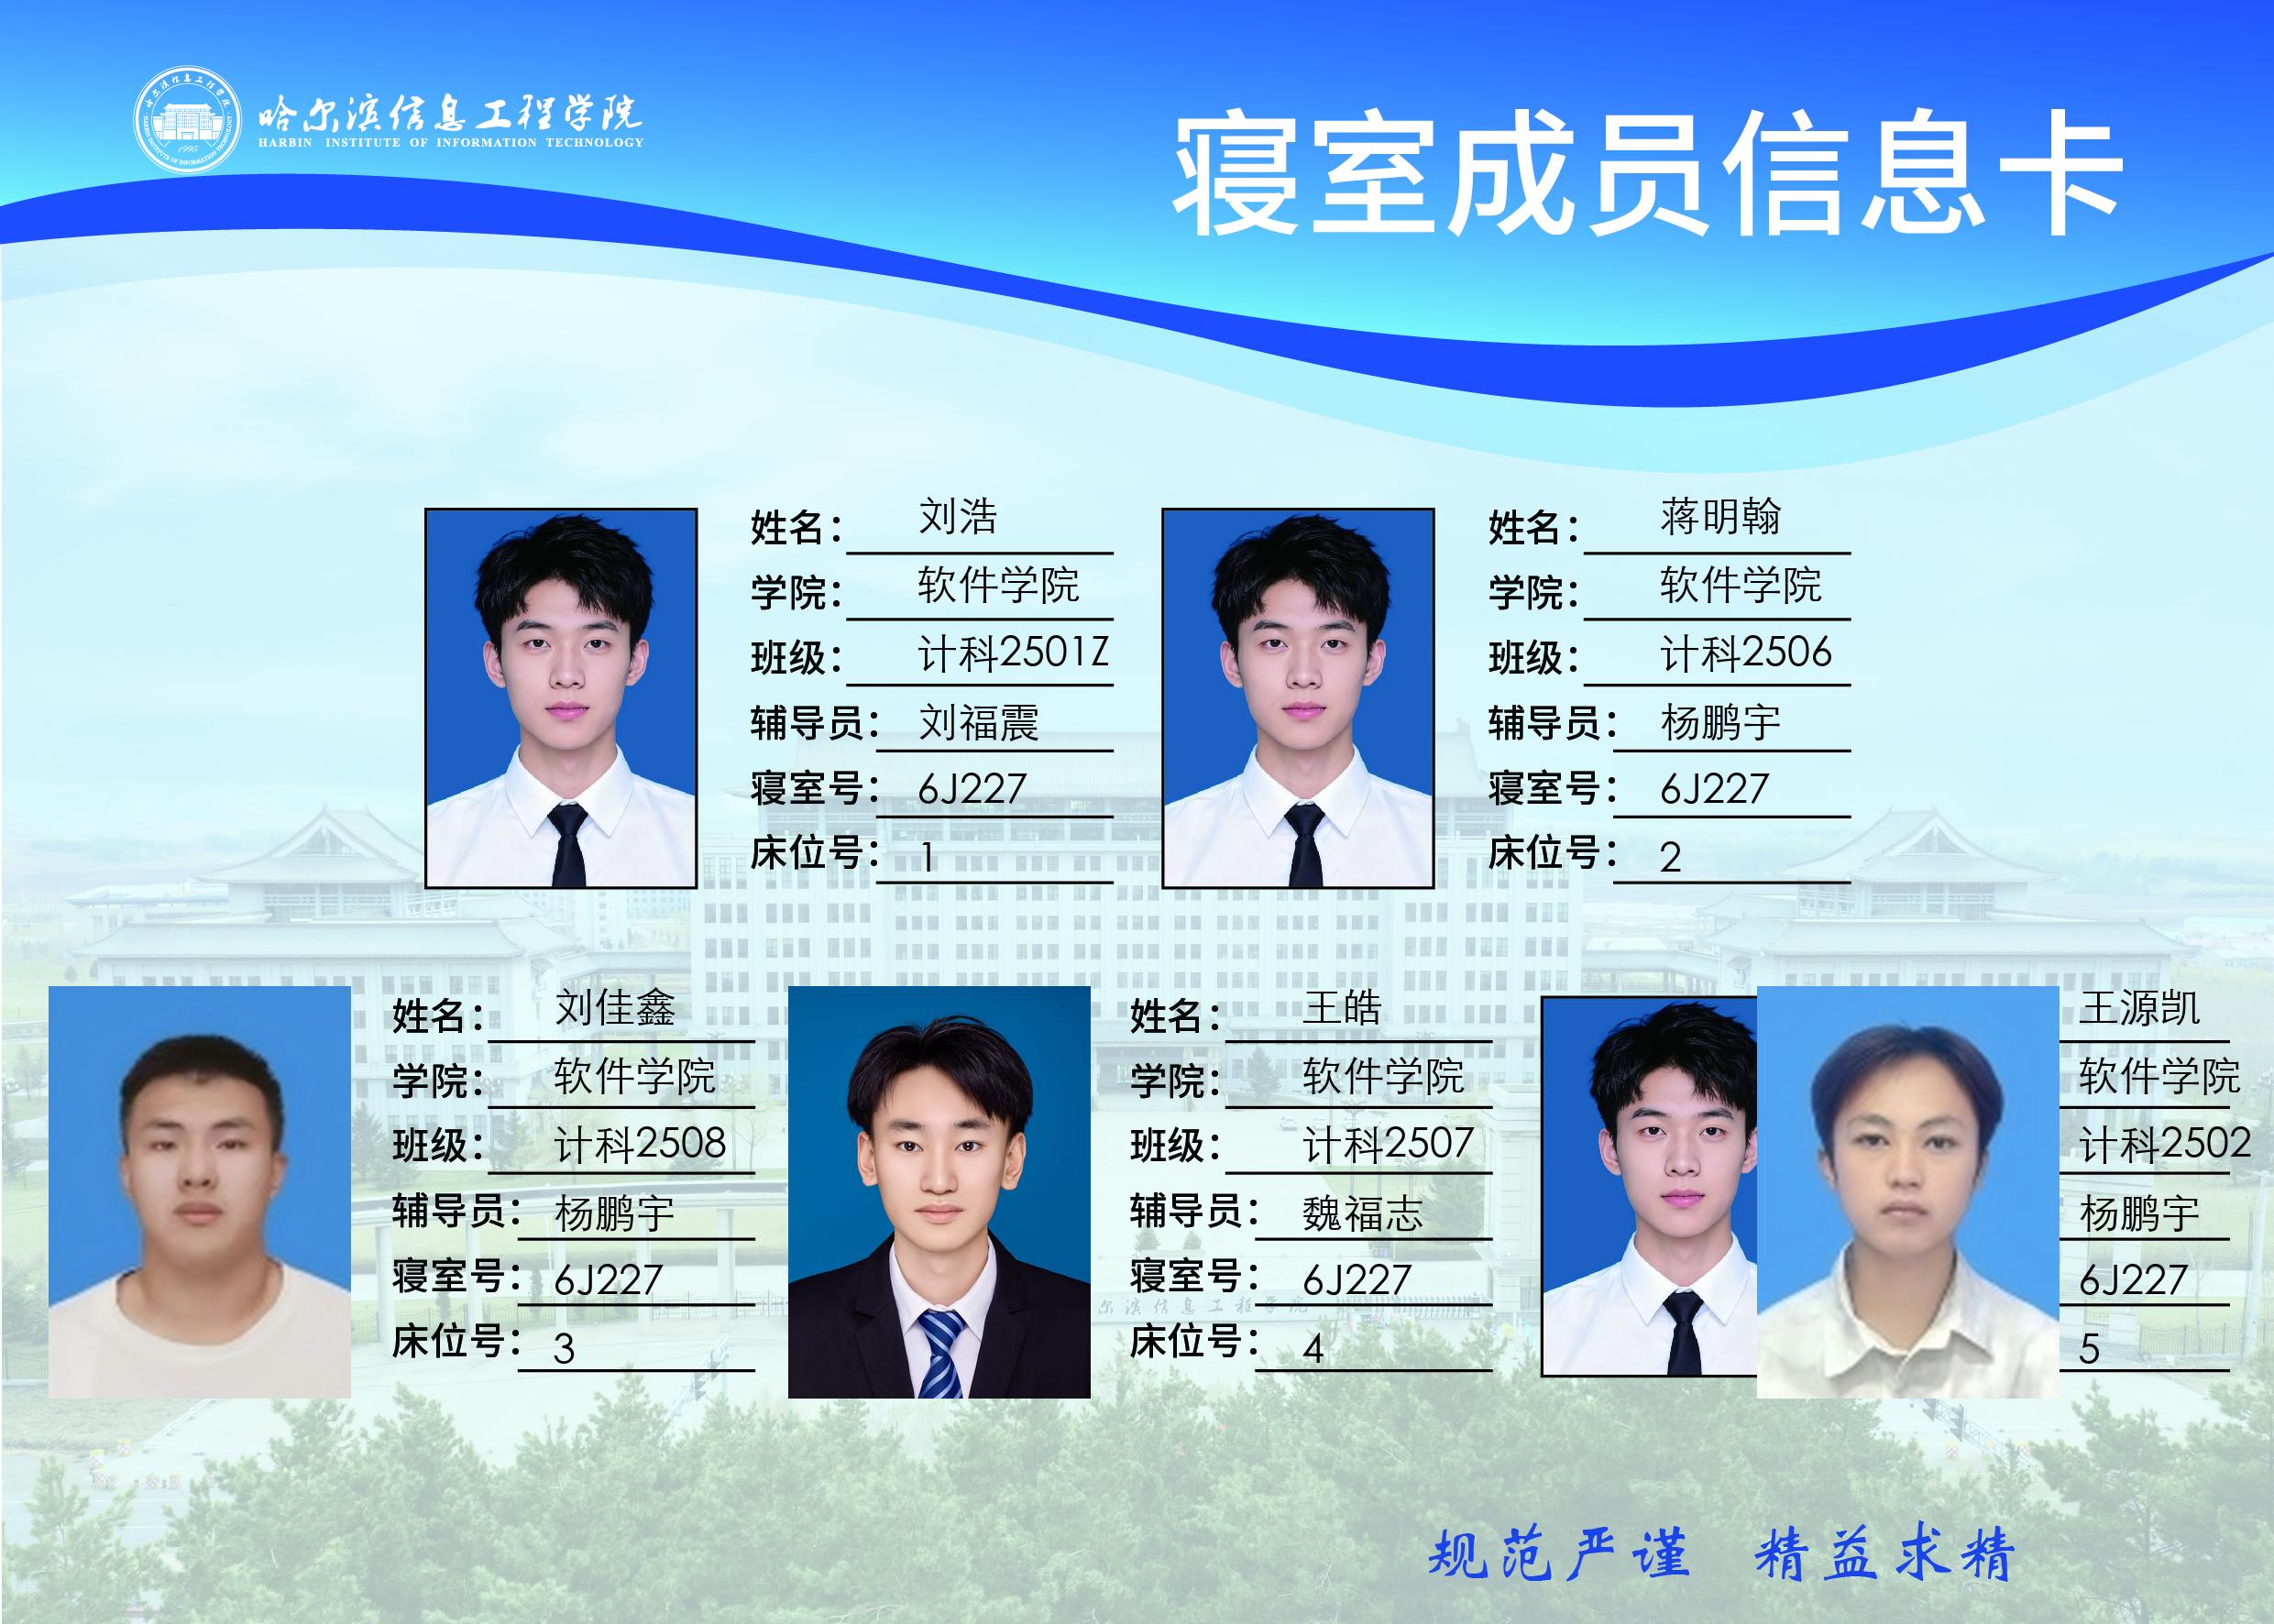 哈尔滨信息工程学院
HARBIN INSTITUTE OF INFORMATION TECHNOLOGY
1995
寝室成员信息卡
姓名: 刘浩
学院: 软件学院
班级: 计科2501Z
辅导员: 刘福震
寝室号: 6J227
床位号: 1
姓名: 蒋明翰
学院: 软件学院
班级: 计科2506
辅导员: 杨鹏宇
寝室号: 6J227
床位号: 2
姓名: 刘佳鑫
学院: 软件学院
班级: 计科2508
辅导员: 杨鹏宇
寝室号: 6J227
床位号: 3
姓名: 王皓
学院: 软件学院
班级: 计科2507
辅导员: 魏福志
寝室号: 6J227
床位号: 4
王源凯
软件学院
计科2502
杨鹏宇
6J227
5
尔滨信息工程学院
规范严谨 精益求精